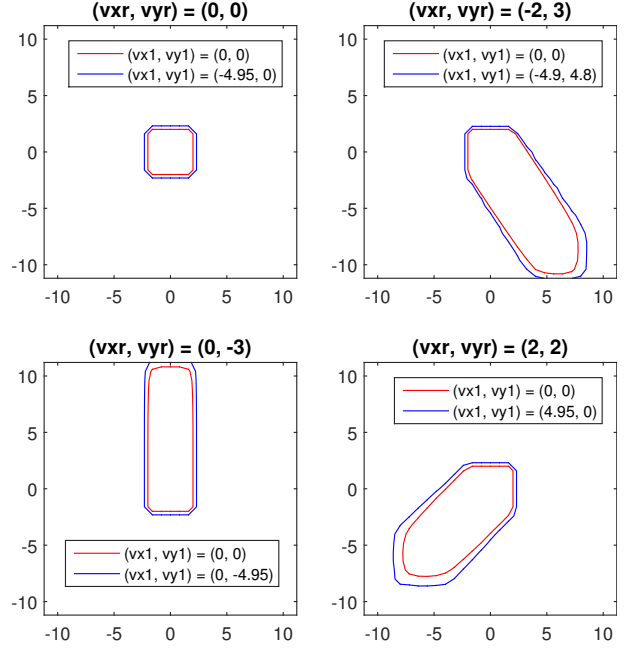 (vxr, vyr) = (0, 0)
(vx1, vy1) = (0, 0)
(vx1, vy1) = (-4.95, 0)
10
5
0
-5
-10
-10 -5 0 5 10
(vxr, vyr) = (-2, 3)
(vx1, vy1) = (0, 0)
(vx1, vy1) = (-4.9, 4.8)
10
5
0
-5
-10
-10 -5 0 5 10
(vxr, vyr) = (0, -3)
10
5
0
-5
-10
(vx1, vy1) = (0, 0)
(vx1, vy1) = (0, -4.95)
-10 -5 0 5 10
(vxr, vyr) = (2, 2)
(vx1, vy1) = (0, 0)
(vx1, vy1) = (4.95, 0)
10
5
0
-5
-10
-10 -5 0 5 10